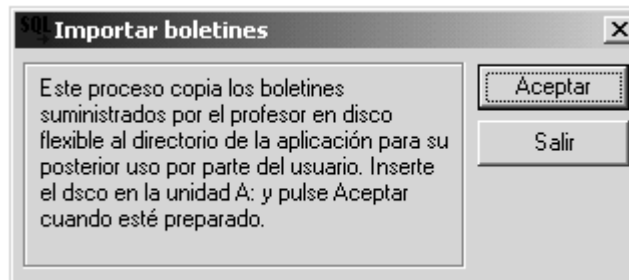 SQL Importar boletines
Este proceso copia los boletines
suministrados por el profesor en disco
flexible al directorio de la aplicación para su
posterior uso por parte del usuario. Inserte
el dsco en la unidad A: y pulse Aceptar
cuando esté preparado.
Aceptar
Salir